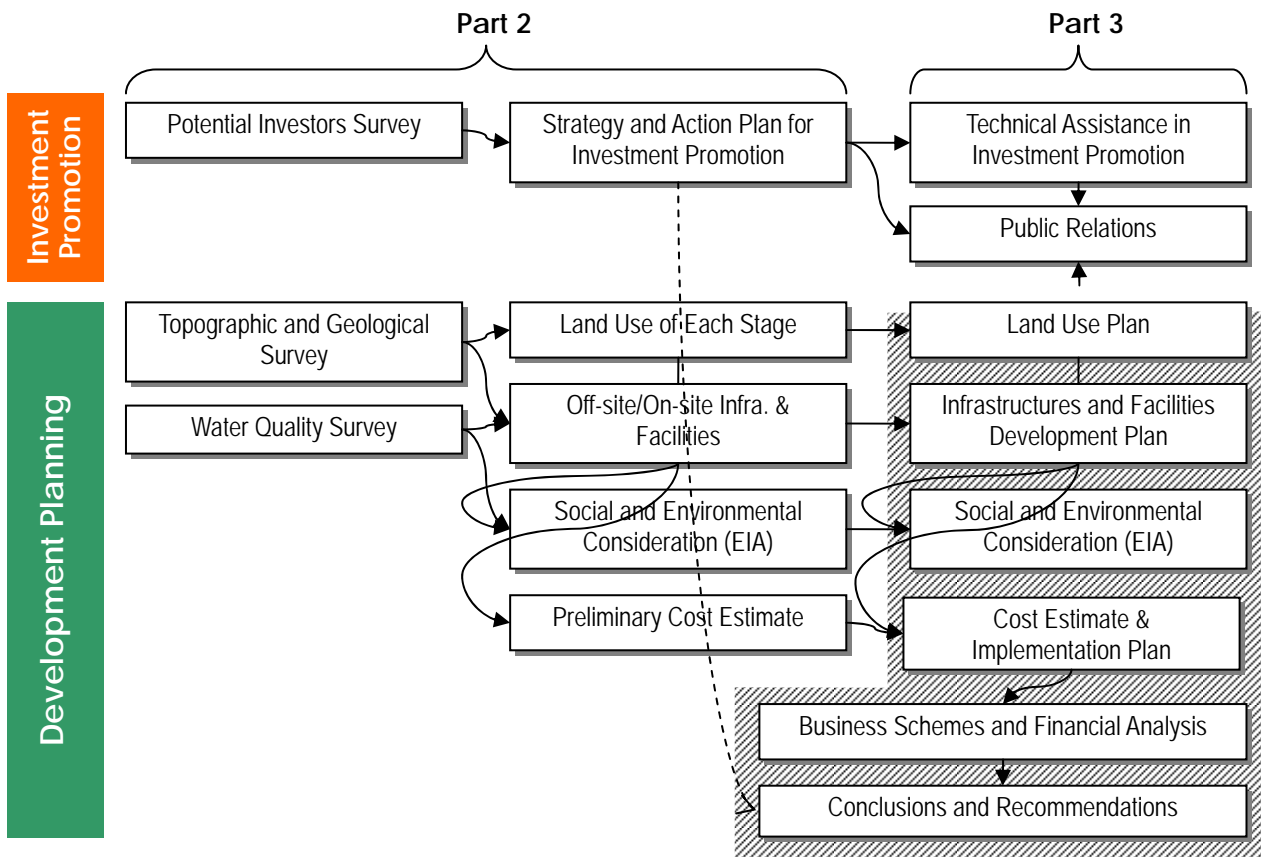 Part 2
Part 3
Investment
Promotion
Potential Investors Survey
Strategy and Action Plan for
Investment Promotion
Technical Assistance in
Investment Promotion
Public Relations
Development Planning
Topographic and Geological
Survey
Land Use of Each Stage
Land Use Plan
Water Quality Survey
Off-site/On-site Infra. &
Facilities
Infrastructures and Facilities
Development Plan
Social and Environmental
Consideration (EIA)
Social and Environmental
Consideration (EIA)
Preliminary Cost Estimate
Cost Estimate &
Implementation Plan
Business Schemes and Financial Analysis
Conclusions and Recommendations